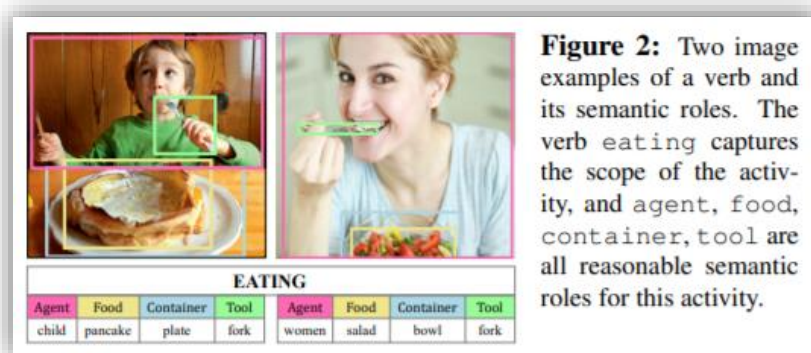 Figure 2: Two image
examples of a verb and
its semantic roles. The
verb eating captures
the scope of the activ-
ity, and agent, food,
container, tool are
all reasonable semantic
roles for this activity.
EATING
Agent Food Container Tool Agent Food Container Tool
child pancake plate fork women salad bowl fork